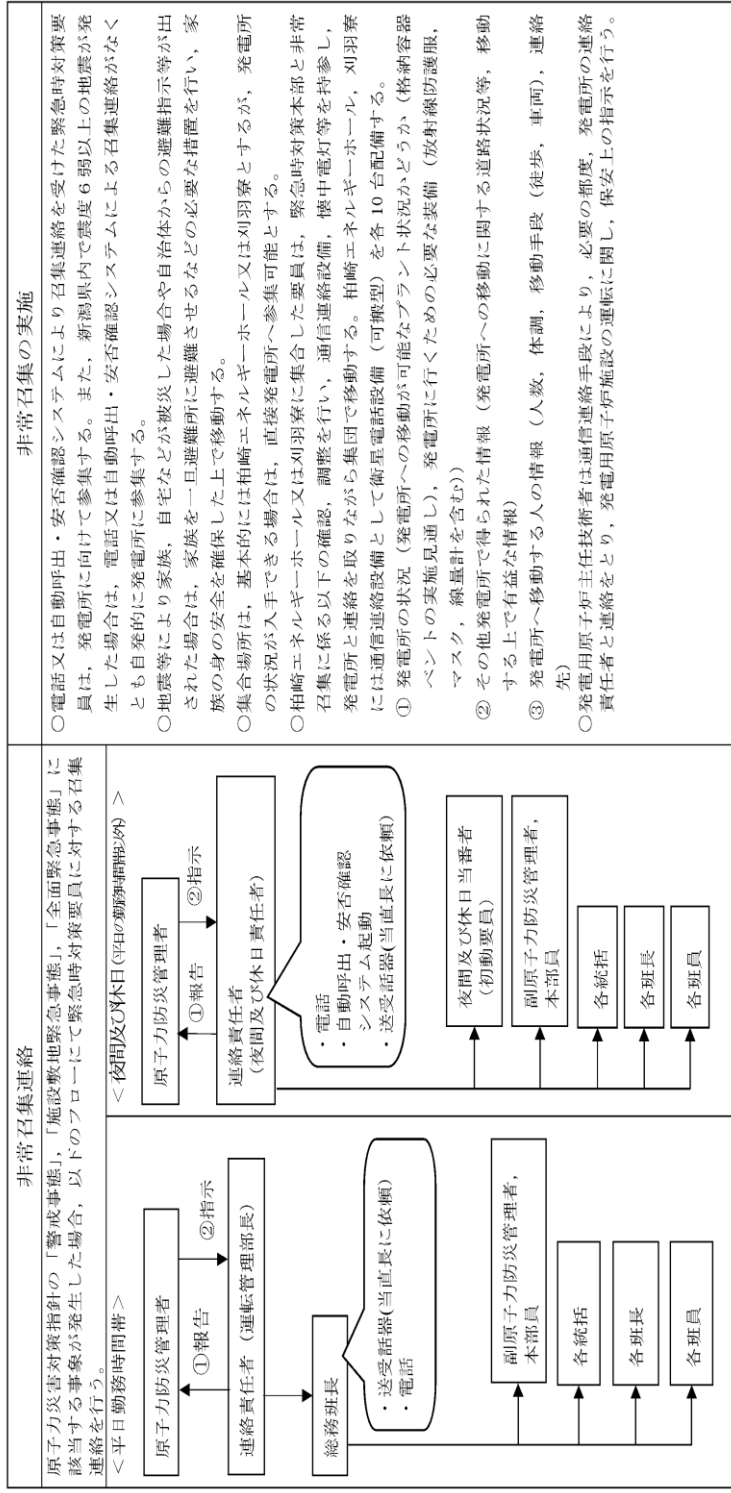 非常召集連絡
原子力災害対策指針の「警戒事態」,「施設敷地緊急事態」,「全面緊急事態」に
該当する事象が発生した場合, 以下のフローにて緊急時対策要員に対する召集
連絡を行う。
＜平日勤務時間帯＞
原子力防災管理者
①報告
②指示
連絡責任者（運転管理部長）
総務班長
・送受話器(当直長に依頼)
・電話
副原子力防災管理者,
本部員
各統括
各班長
各班員
＜夜間及び休日(平日の勤務時間帯以外)＞
原子力防災管理者
①報告
②指示
連絡責任者
(夜間及び休日責任者)
・電話
・自動呼出・安否確認
システム起動
・送受話器(当直長に依頼)
夜間及び休日当番者
(初動要員)
副原子力防災管理者,
本部員
各統括
各班長
各班員
非常召集の実施
○電話又は自動呼出・安否確認システムにより召集連絡を受けた緊急時対策要
員は, 発電所に向けて参集する。また, 新潟県内で震度6弱以上の地震が発
生した場合は, 電話又は自動呼出・安否確認システムによる召集連絡がなく
とも自発的に発電所に参集する。
○地震等により家族, 自宅などが被災した場合や自治体からの避難指示等が出
された場合は, 家族を一旦避難所に避難させるなどの必要な措置を行い, 家
族の身の安全を確保した上で移動する。
○集合場所は, 基本的には柏崎エネルギーホール又は刈羽寮とするが, 発電所
の状況が入手できる場合は, 直接発電所へ参集可能とする。
○柏崎エネルギーホール又は刈羽寮に集合した要員は, 緊急時対策本部と非常
召集に係る以下の確認, 調整を行い, 通信連絡設備, 懐中電灯等を持参し,
発電所と連絡を取りながら集団で移動する。柏崎エネルギーホール, 刈羽寮
には通信連絡設備として衛星電話設備（可搬型）を各10台配備する。
① 発電所の状況（発電所への移動が可能なプラント状況かどうか（格納容器
ベントの実施見通し), 発電所に行くための必要な装備（放射線防護服,
マスク, 線量計を含む))
② その他発電所で得られた情報（発電所への移動に関する道路状況等, 移動
する上で有益な情報)
③ 発電所へ移動する人の情報（人数, 体調, 移動手段（徒歩, 車両), 連絡
先)
○発電用原子炉主任技術者は通信連絡手段により, 必要の都度, 発電所の連絡
責任者と連絡をとり, 発電用原子炉施設の運転に関し, 保安上の指示を行う。